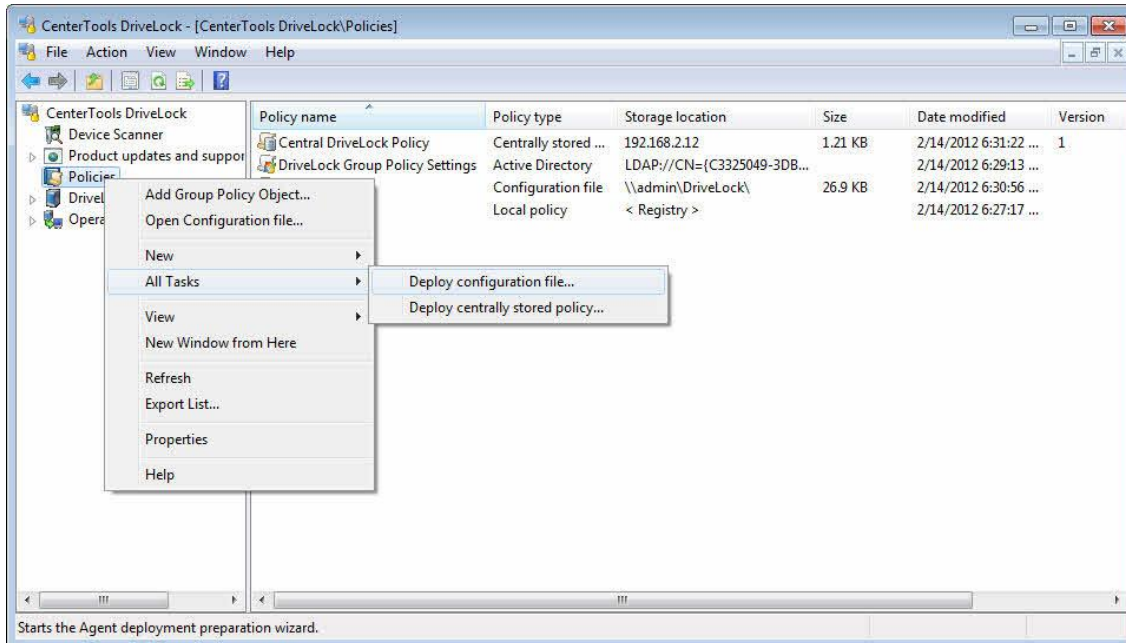 CenterTools DriveLock - [CenterTools DriveLock\Policies]
File Action View Window Help
CenterTools DriveLock
Device Scanner
Product updates and suppor
Policies
DriveL
Opera
Policy name Policy type Storage location Size Date modified Version
Central DriveLock Policy Centrally stored ... 192.168.2.12 1.21 KB 2/14/2012 6:31:22 ... 1
DriveLock Group Policy Settings Active Directory LDAP://CN={C3325049-3DB... 2/14/2012 6:29:13 ...
Configuration file \\admin\DriveLock\ 26.9 KB 2/14/2012 6:30:56 ...
Local policy < Registry > 2/14/2012 6:27:17 ...
Add Group Policy Object...
Open Configuration file...
New
All Tasks
View
New Window from Here
Refresh
Export List...
Properties
Help
Deploy configuration file...
Deploy centrally stored policy...
Starts the Agent deployment preparation wizard.